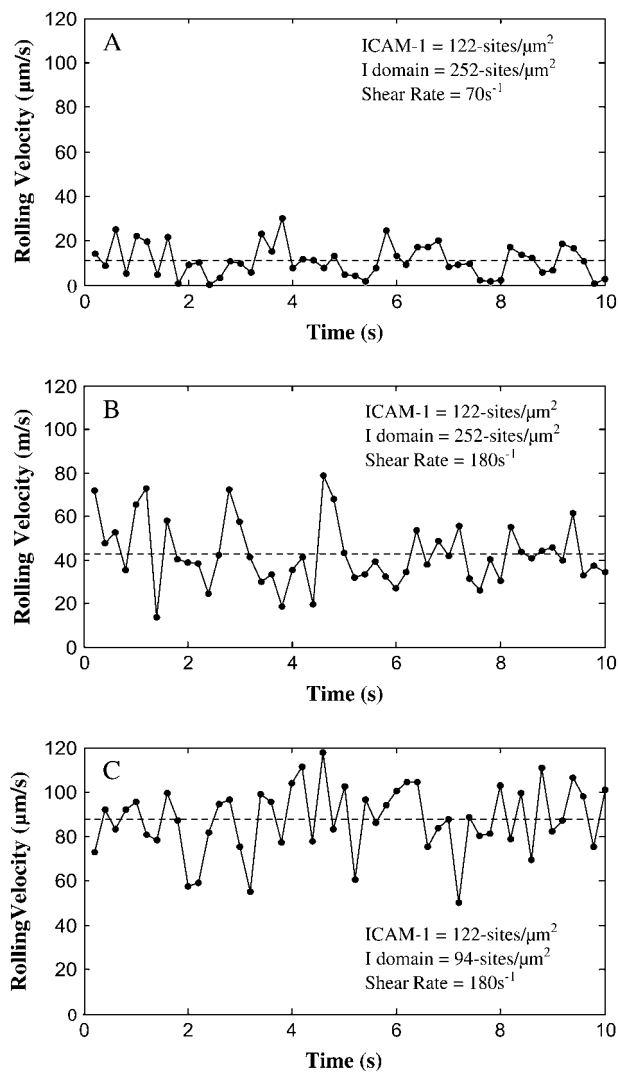 A
ICAM-1 = 122-sites/μm²
I domain = 252-sites/μm²
Shear Rate = 70s⁻¹
Rolling Velocity (μm/s)
120
100
80
60
40
20
0
0 2 4 6 8 10
Time (s)
B
ICAM-1 = 122-sites/μm²
I domain = 252-sites/μm²
Shear Rate = 180s⁻¹
Rolling Velocity (m/s)
120
100
80
60
40
20
0
0 2 4 6 8 10
Time (s)
C
RollingVelocity (μm/s)
120
100
80
60
40
20
0
ICAM-1 = 122-sites/μm²
I domain = 94-sites/μm²
Shear Rate = 180s⁻¹
0 2 4 6 8 10
Time (s)